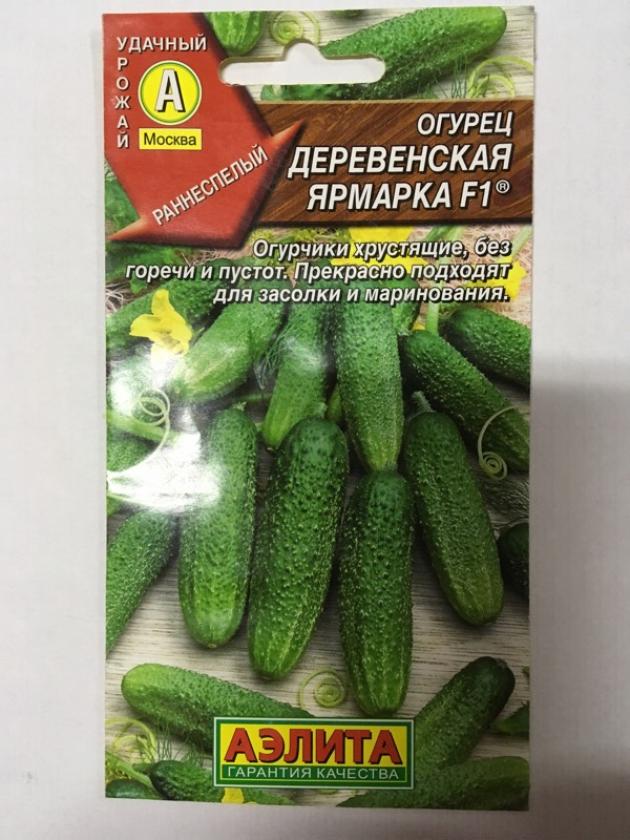 УДАЧНЫЙ
УРОЖАЙ
А
Москва
РАННЕСПЕЛЫЙ
ОГУРЕЦ
ДЕРЕВЕНСКАЯ
ЯРМАРКА F1®
Огурчики хрустящие, без
горечи и пустот. Прекрасно подходят
для засолки и маринования.
АЭЛИТА
ГАРАНТИЯ КАЧЕСТВА